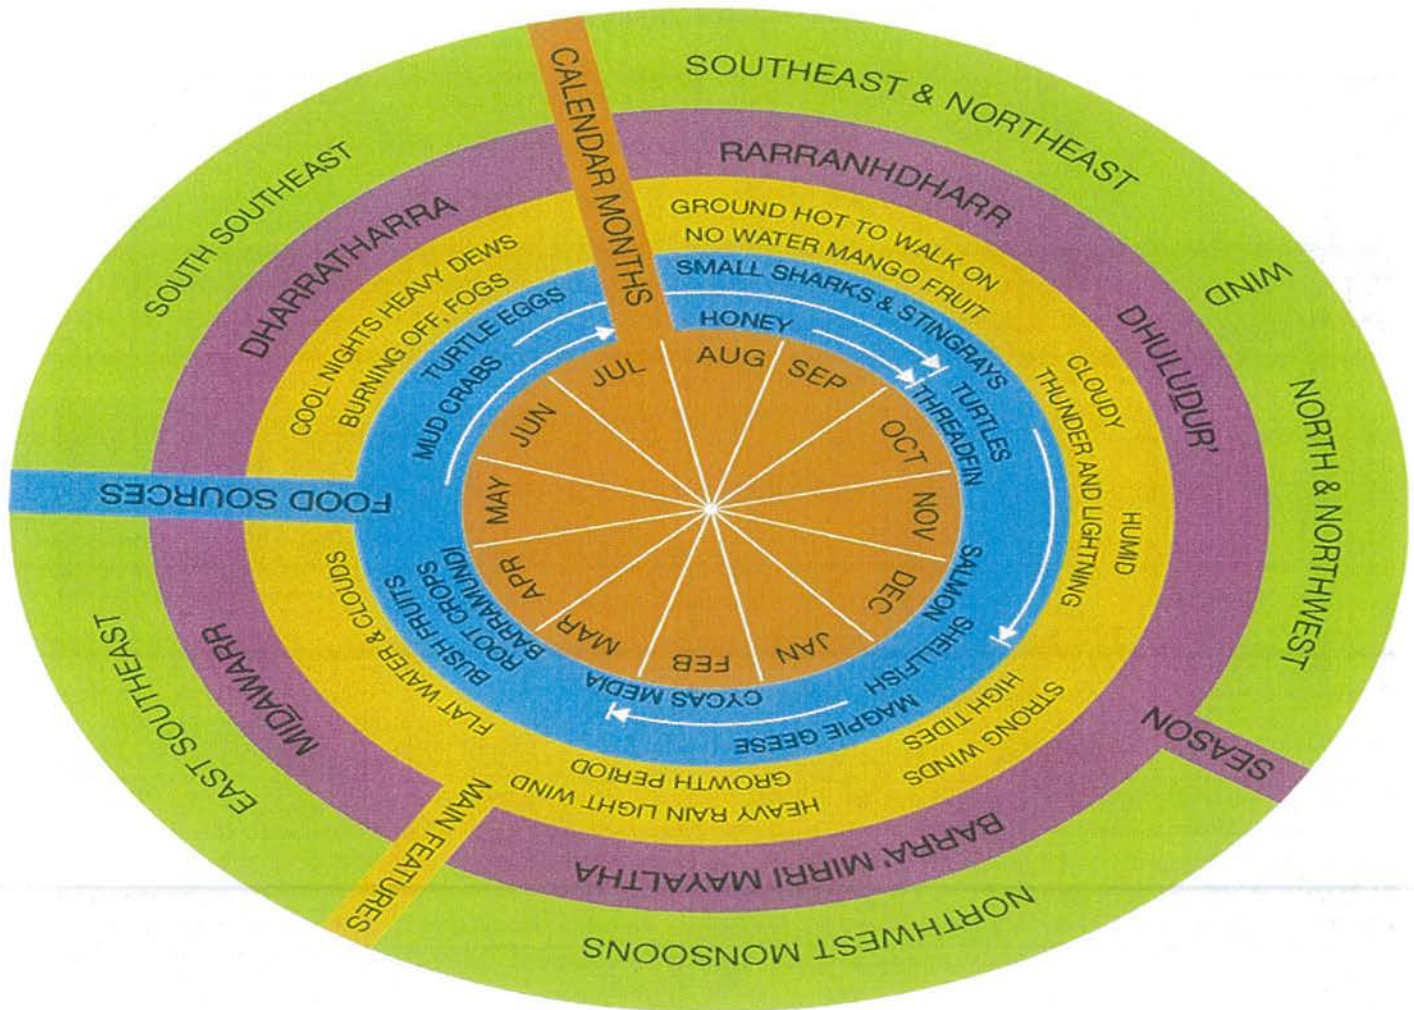 CALENDAR MONTHS
SOUTHEAST & NORTHEAST
WIND
NORTH & NORTHWEST
NORTHWEST MONSOONS
EAST SOUTHEAST
SOUTH SOUTHEAST
RARRANHDHARR
DHULUḎUR'
SEASON
BARRA' MIRRI MAYALTHA
MIḎAWARR
DHARRATHARRA
GROUND HOT TO WALK ON
NO WATER MANGO FRUIT
CLOUDY
THUNDER AND LIGHTNING
HUMID
STRONG WINDS
HIGH TIDES
HEAVY RAIN LIGHT WIND
GROWTH PERIOD
MAIN FEATURES
FLAT WATER & CLOUDS
COOL NIGHTS HEAVY DEWS
BURNING OFF, FOGS
SMALL SHARKS & STINGRAYS
HONEY
TURTLES
THREADFIN
SALMON
SHELLFISH
MAGPIE GEESE
CYCAS MEDIA
BUSH FRUITS
ROOT CROPS
BARRAMUNDI
FOOD SOURCES
MUD CRABS
TURTLE EGGS
JUL
AUG
SEP
OCT
NOV
DEC
JAN
FEB
MAR
APR
MAY
JUN